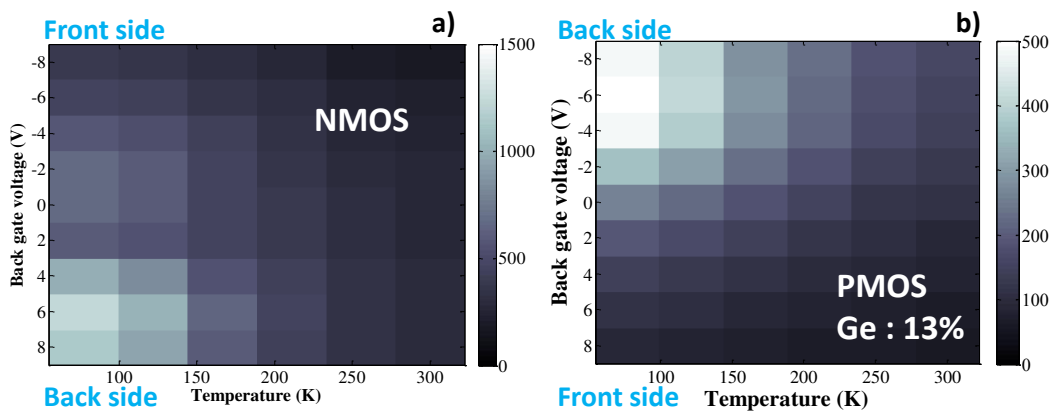 Front side
a)
1500
1000
500
0
-8
-6
-4
-2
0
2
4
6
8
Back gate voltage (V)
NMOS
100
150
200
250
300
Back side
Temperature (K)
Back side
b)
500
400
300
200
100
0
-8
-6
-4
-2
0
2
4
6
8
Back gate voltage (V)
PMOS
Ge : 13%
100
150
200
250
300
Front side
Temperature (K)